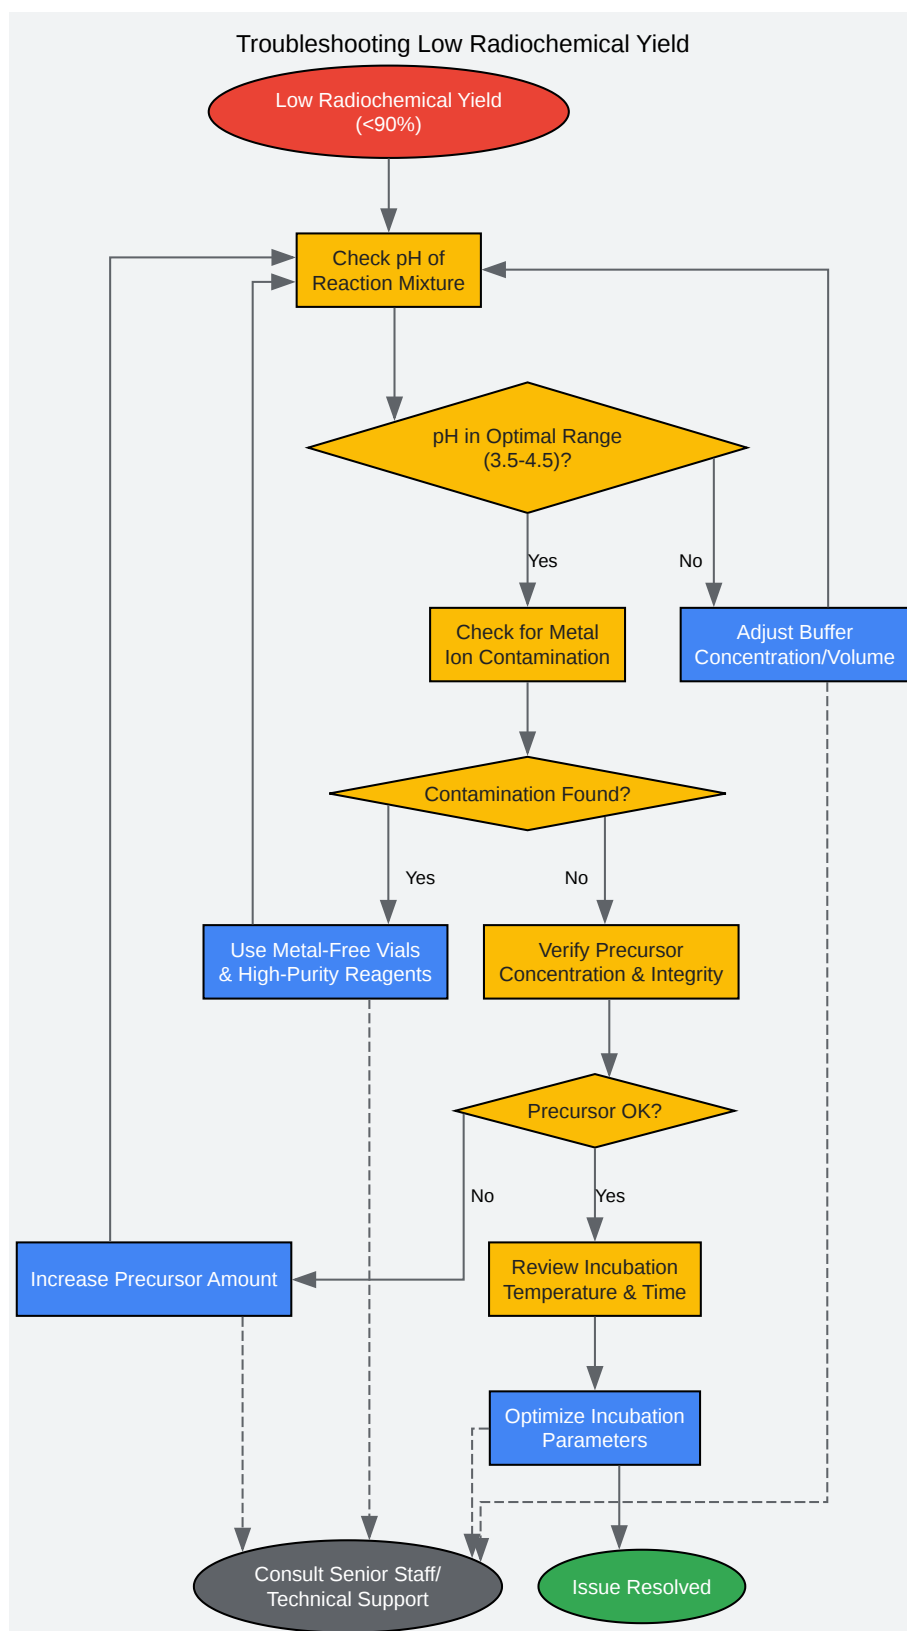 Troubleshooting Low Radiochemical Yield
Low Radiochemical Yield
(<90%)
Check pH of
Reaction Mixture
pH in Optimal Range
(3.5-4.5)?
Yes
No
Check for Metal
Ion Contamination
Adjust Buffer
Concentration/Volume
Contamination Found?
Yes
No
Use Metal-Free Vials
& High-Purity Reagents
Verify Precursor
Concentration & Integrity
Precursor OK?
No
Yes
Increase Precursor Amount
Review Incubation
Temperature & Time
Optimize Incubation
Parameters
Consult Senior Staff/
Technical Support
Issue Resolved